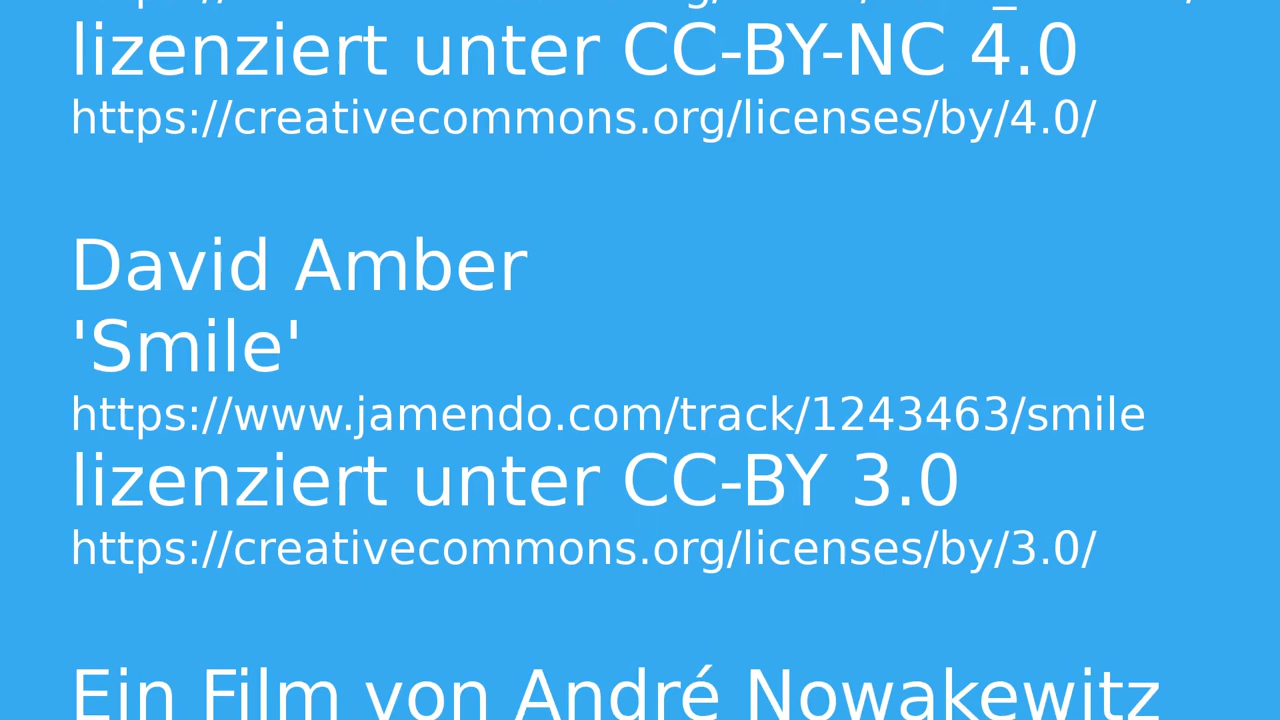 lizenziert unter CC-BY-NC 4.0
https://creativecommons.org/licenses/by/4.0/
David Amber
'Smile'
https://www.jamendo.com/track/1243463/smile
lizenziert unter CC-BY 3.0
https://creativecommons.org/licenses/by/3.0/
Ein Film von André Nowakewitz